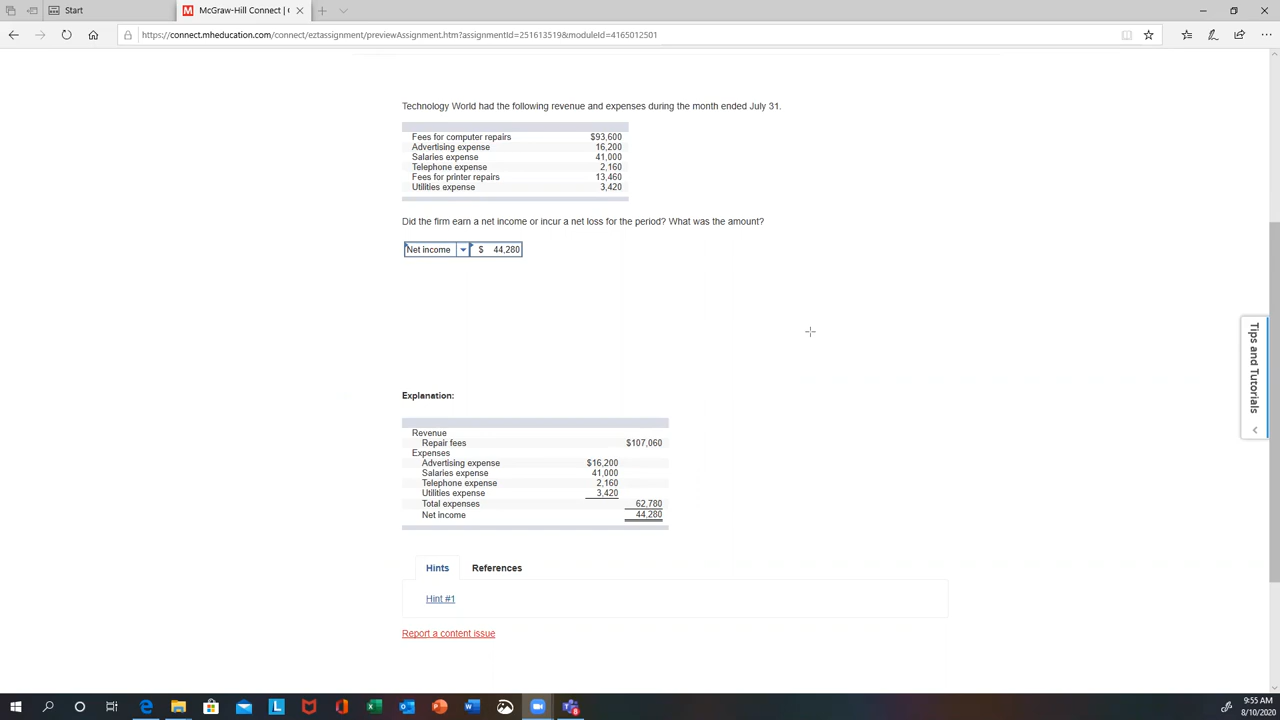 Start
McGraw-Hill Connect | (
https://connect.mheducation.com/connect/eztassignment/previewAssignment.htm?assignmentId=251613519&moduleId=4165012501
Technology World had the following revenue and expenses during the month ended July 31.
Fees for computer repairs $93,600
Advertising expense 16,200
Salaries expense 41,000
Telephone expense 2,160
Fees for printer repairs 13,460
Utilities expense 3,420
Did the firm earn a net income or incur a net loss for the period? What was the amount?
Net income $ 44,280
Tips and Tutorials
Explanation:
Revenue
Repair fees $107,060
Expenses
Advertising expense $16,200
Salaries expense 41,000
Telephone expense 2,160
Utilities expense 3,420
Total expenses 62,780
Net income 44,280
Hints References
Hint #1
Report a content issue
9:55 AM
8/10/2020